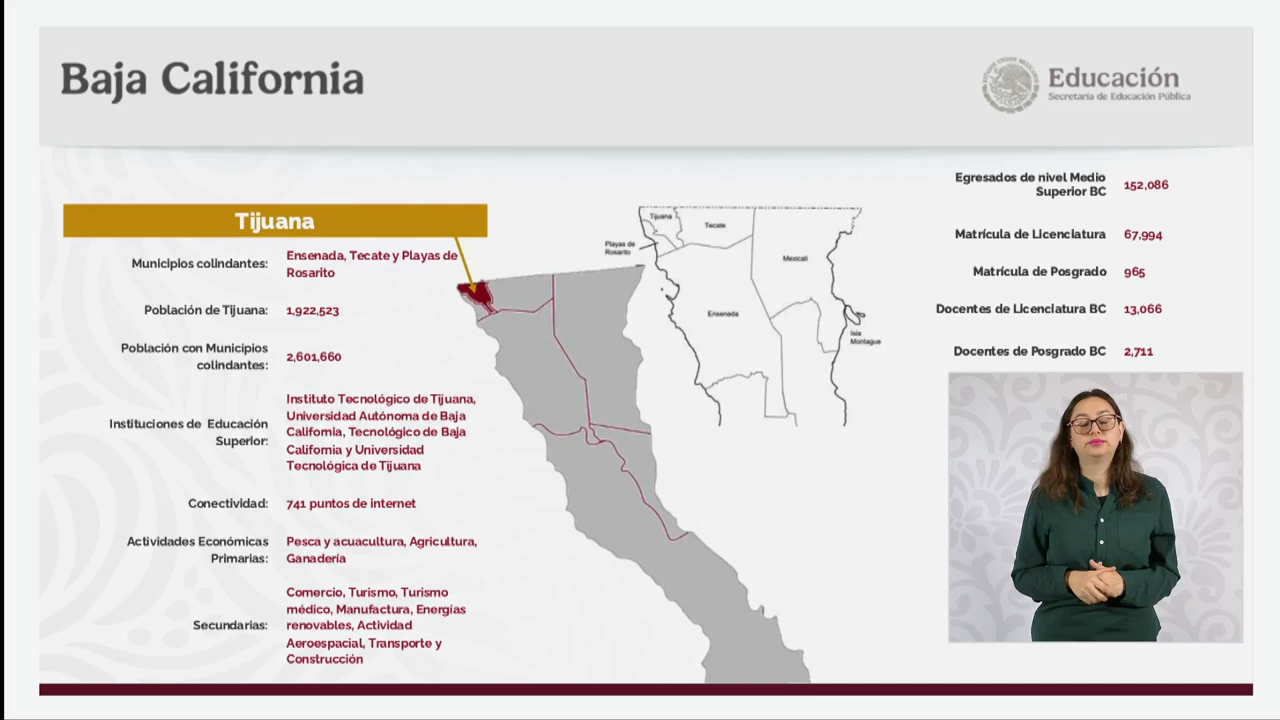 Baja California
Educación
Secretaría de Educación Pública
Tijuana
Municipios colindantes:
Ensenada, Tecate y Playas de
Rosarito
Población de Tijuana:
1,922,523
Población con Municipios
colindantes:
2,601,660
Instituciones de Educación
Superior:
Instituto Tecnológico de Tijuana,
Universidad Autónoma de Baja
California, Tecnológico de Baja
California y Universidad
Tecnológica de Tijuana
Conectividad:
741 puntos de internet
Actividades Económicas
Primarias:
Pesca y acuacultura, Agricultura,
Ganadería
Secundarias:
Comercio, Turismo, Turismo
médico, Manufactura, Energías
renovables, Actividad
Aeroespacial, Transporte y
Construcción
Tijuana
Tecate
Playas de
Rosarito
Mexicali
Ensenada
Isla
Montague
Egresados de nivel Medio
Superior BC
152,086
Matrícula de Licenciatura
67,994
Matrícula de Posgrado
965
Docentes de Licenciatura BC
13,066
Docentes de Posgrado BC
2,711